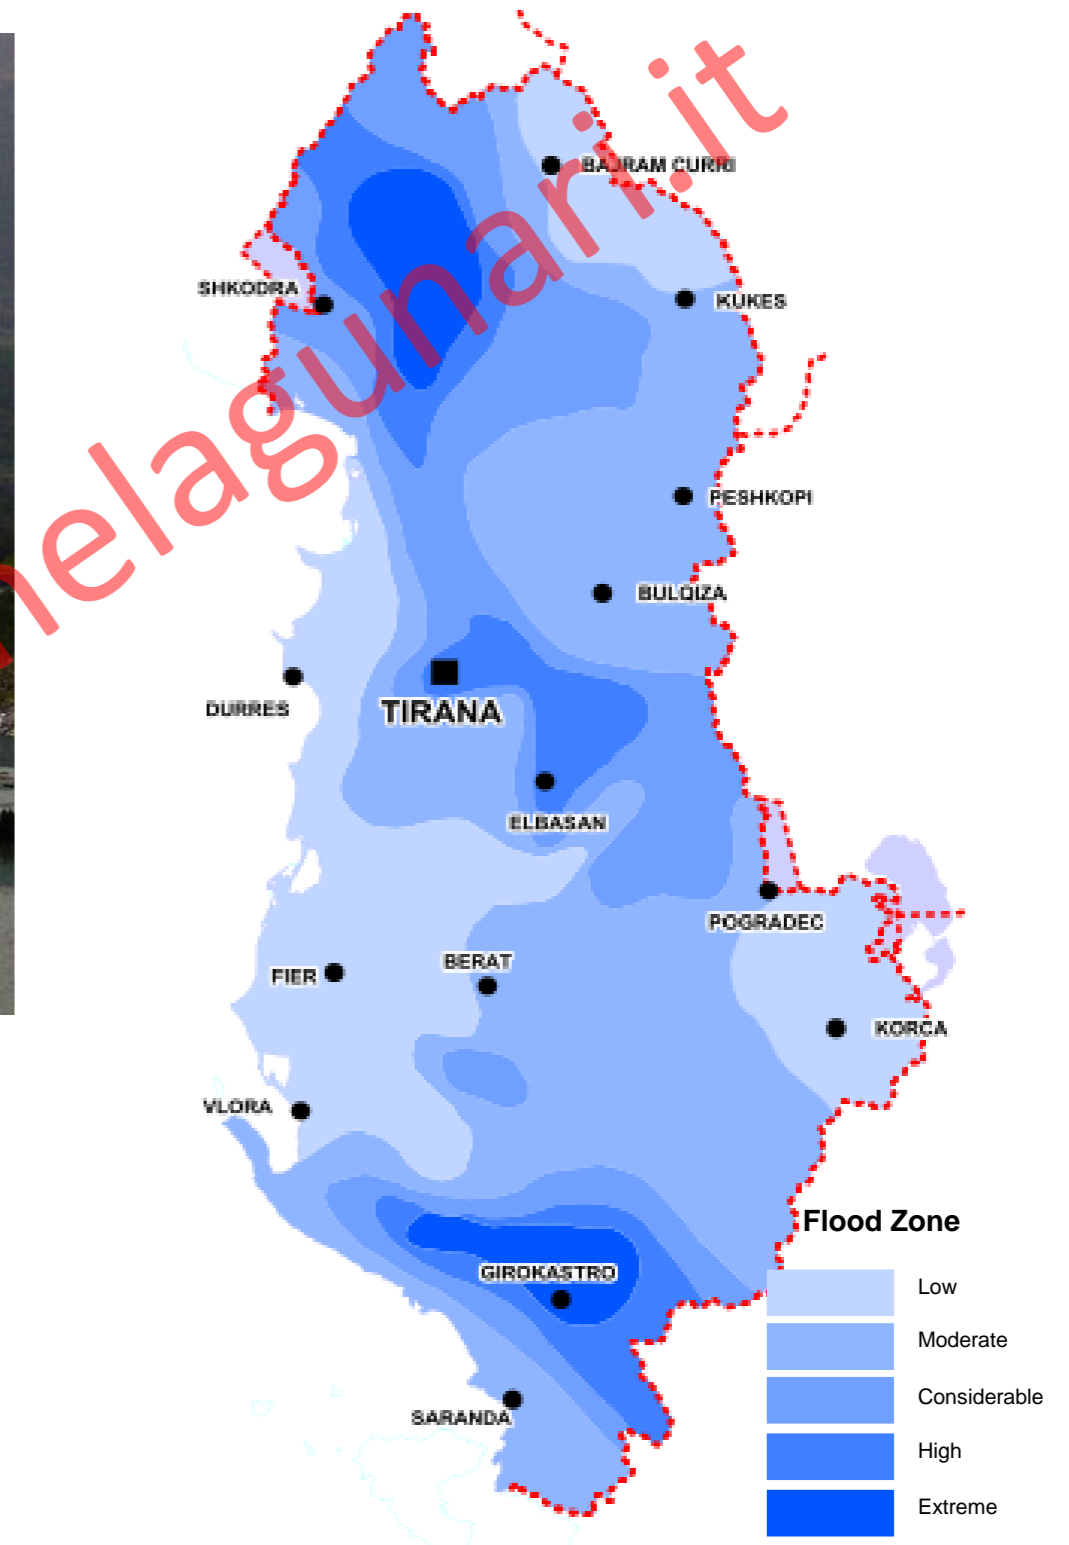 nelagunari.it
BAJRAM CURRI
SHKODRA
KUKES
PESHKOPI
BULQIZA
DURRES
TIRANA
ELBASAN
POGRADEC
BERAT
FIER
KORCA
VLORA
Flood Zone
GIROKASTRO
Low
Moderate
Considerable
SARANDA
High
Extreme